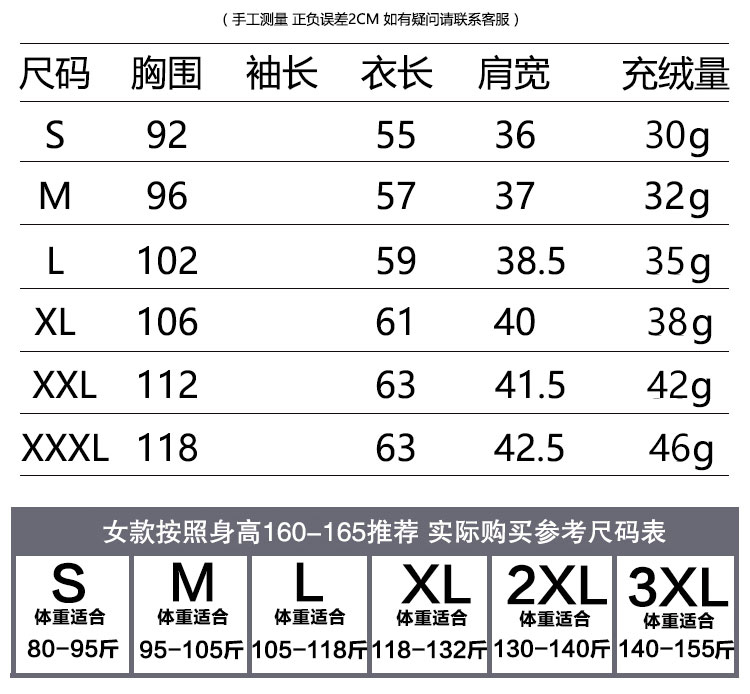 （手工测量 正负误差2CM 如有疑问请联系客服）
尺码 胸围 袖长 衣长 肩宽 充绒量
S 92 55 36 30g
M 96 57 37 32g
L 102 59 38.5 35g
XL 106 61 40 38g
XXL 112 63 41.5 42g
XXXL 118 63 42.5 46g
女款按照身高160-165推荐 实际购买参考尺码表
S M L XL 2XL 3XL
体重适合 体重适合 体重适合 体重适合 体重适合 体重适合
80-95斤 95-105斤 105-118斤 118-132斤 130-140斤 140-155斤